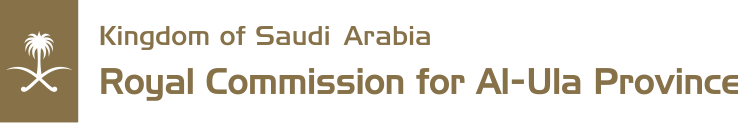 Kingdom of Saudi Arabia
Royal Commission for Al-Ula Province